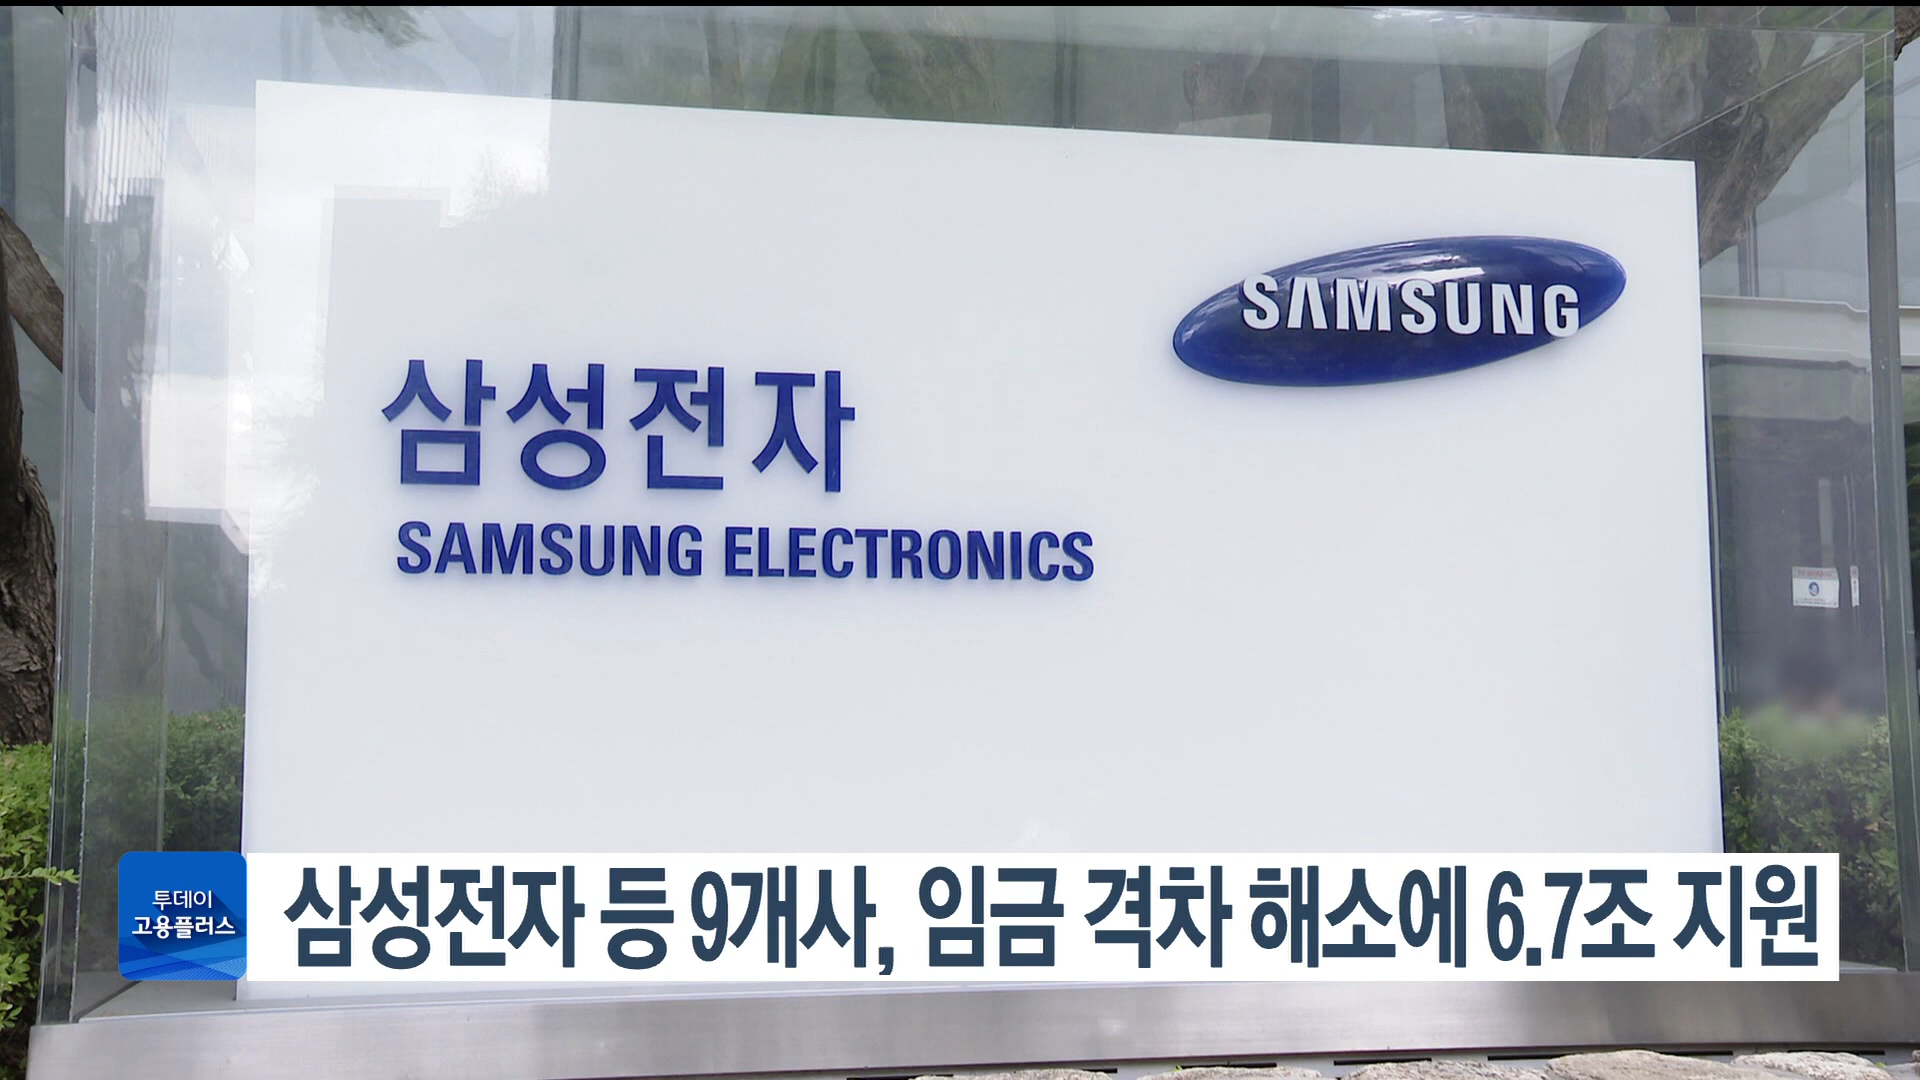 SAMSUNG
삼성전자
SAMSUNG ELECTRONICS
투데이
고용플러스
삼성전자 등 9개사, 임금 격차 해소에 6.7조 지원